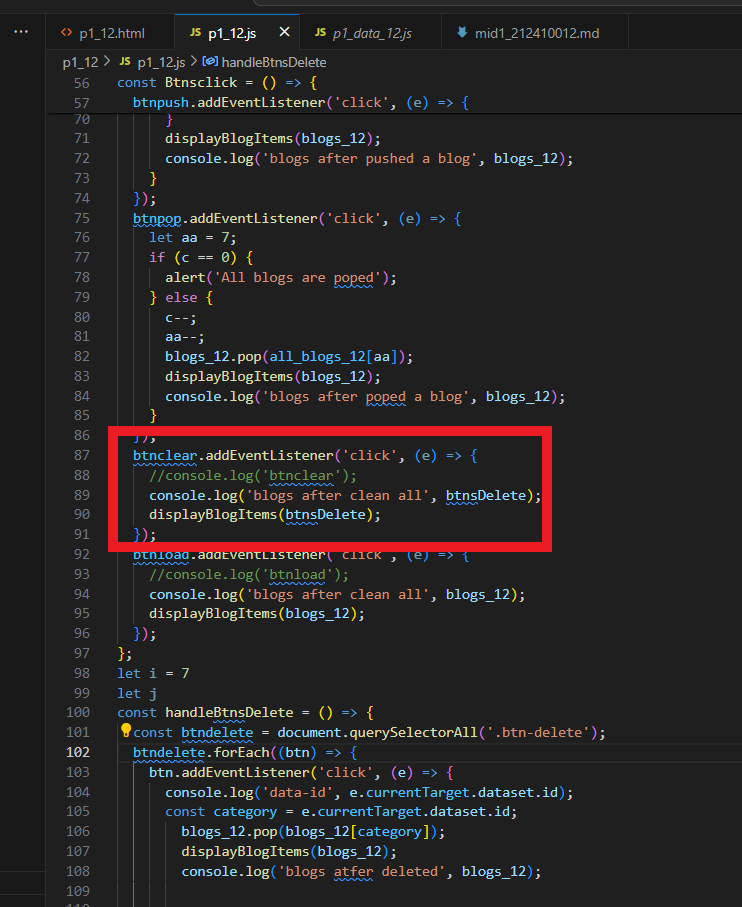 ... <> p1_12.html JS p1_12.js × JS p1_data_12.js mid1_212410012.md
p1_12 > JS p1_12.js > handleBtnsDelete
56 const Btnsclick = () => {
57 btnpush.addEventListener('click', (e) => {
70 }
71 displayBlogItems(blogs_12);
72 console.log('blogs after pushed a blog', blogs_12);
73 }
74 });
75 btnpop.addEventListener('click', (e) => {
76 let aa = 7;
77 if (c == 0) {
78 alert('All blogs are poped');
79 } else {
80 c--;
81 aa--;
82 blogs_12.pop(all_blogs_12[aa]);
83 displayBlogItems(blogs_12);
84 console.log('blogs after poped a blog', blogs_12);
85 }
86 });
87 btnclear.addEventListener('click', (e) => {
88 //console.log('btnclear');
89 console.log('blogs after clean all', btnsDelete);
90 displayBlogItems(btnsDelete);
91 });
92 btnload.addEventListener('click', (e) => {
93 //console.log('btnload');
94 console.log('blogs after clean all', blogs_12);
95 displayBlogItems(blogs_12);
96 });
97 };
98 let i = 7
99 let j
100 const handleBtnsDelete = () => {
101 const btndelete = document.querySelectorAll('.btn-delete');
102 btndelete.forEach((btn) => {
103 btn.addEventListener('click', (e) => {
104 console.log('data-id', e.currentTarget.dataset.id);
105 const category = e.currentTarget.dataset.id;
106 blogs_12.pop(blogs_12[category]);
107 displayBlogItems(blogs_12);
108 console.log('blogs atfer deleted', blogs_12);
109